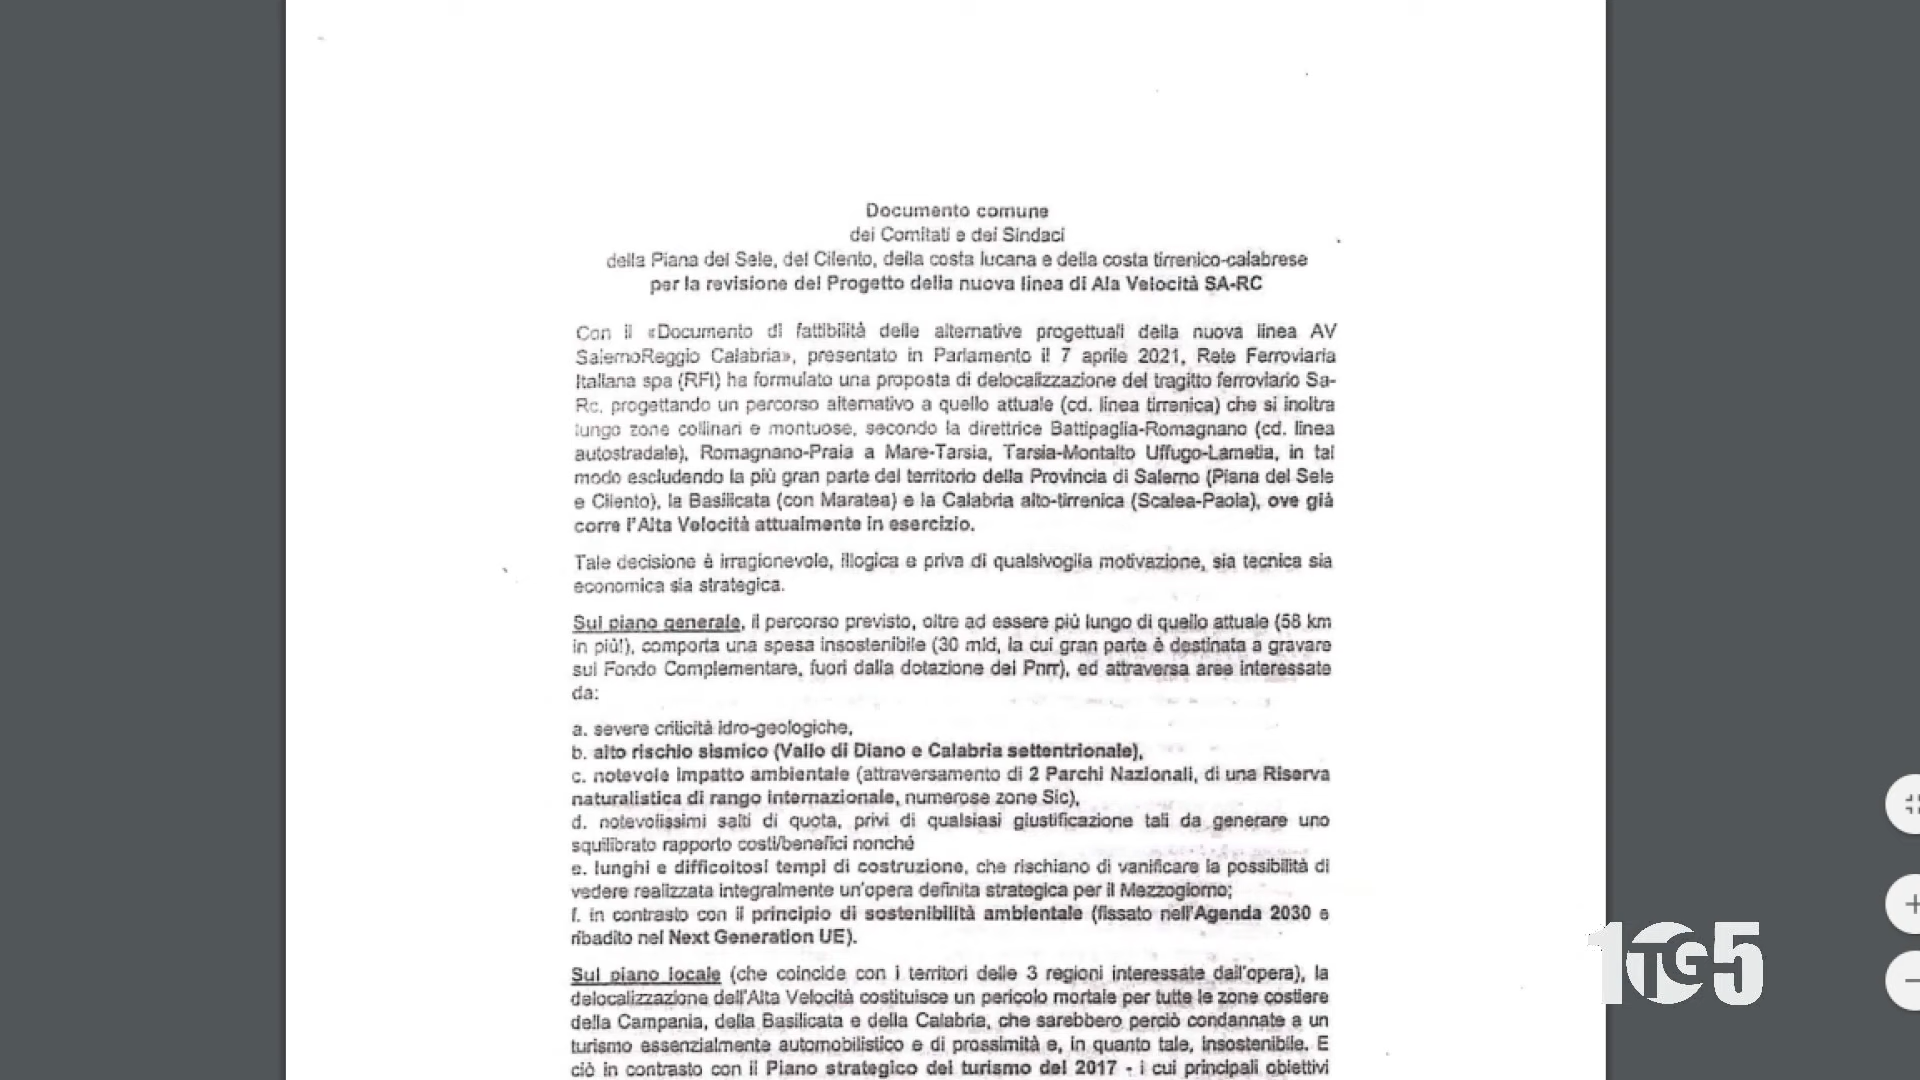 Documento comune
dei Comitati e dei Sindaci
della Piana del Sele, del Cilento, della costa lucana e della costa tirrenico-calabrese
per la revisione del Progetto della nuova linea di Ala Velocità SA-RC
Con il «Documento di fattibilità delle alternative progettuali della nuova linea AV
SalernoReggio Calabria», presentato in Parlamento il 7 aprile 2021, Rete Ferroviaria
Italiana spa (RFI) ha formulato una proposta di delocalizzazione del tragitto ferroviario Sa-
Rc, progettando un percorso alternativo a quello attuale (cd. linea tirrenica) che si inoltra
lungo zone collinari e montuose, secondo la direttrice Battipaglia-Romagnano (cd. linea
autostradale), Romagnano-Praia a Mare-Tarsia, Tarsia-Montalto Uffugo-Lametia, in tal
modo escludendo la più gran parte del territorio della Provincia di Salerno (Piana del Sele
e Cilento), la Basilicata (con Maratea) e la Calabria alto-tirrenica (Scalea-Paola), ove già
corre l'Alta Velocità attualmente in esercizio.
Tale decisione è irragionevole, illogica e priva di qualsivoglia motivazione, sia tecnica sia
economica sia strategica.
Sul piano generale, il percorso previsto, oltre ad essere più lungo di quello attuale (58 km
in più!), comporta una spesa insostenibile (30 mld, la cui gran parte è destinata a gravare
sul Fondo Complementare, fuori dalla dotazione del Pnrr), ed attraversa aree interessate
da:
a. severe criticità idro-geologiche,
b. alto rischio sismico (Vallo di Diano e Calabria settentrionale),
c. notevole impatto ambientale (attraversamento di 2 Parchi Nazionali, di una Riserva
naturalistica di rango internazionale, numerose zone Sic),
d. notevolissimi salti di quota, privi di qualsiasi giustificazione tali da generare uno
squilibrato rapporto costi/benefici nonché
e. lunghi e difficoltosi tempi di costruzione, che rischiano di vanificare la possibilità di
vedere realizzata integralmente un'opera definita strategica per il Mezzogiorno;
f. in contrasto con il principio di sostenibilità ambientale (fissato nell'Agenda 2030 e
ribadito nel Next Generation UE).
Sul piano locale (che coincide con i territori delle 3 regioni interessate dall'opera), la
delocalizzazione dell'Alta Velocità costituisce un pericolo mortale per tutte le zone costiere
della Campania, della Basilicata e della Calabria, che sarebbero perciò condannate a un
turismo essenzialmente automobilistico e di prossimità e, in quanto tale, insostenibile. E
ciò in contrasto con il Piano strategico del turismo del 2017 - i cui principali obiettivi
1TG5